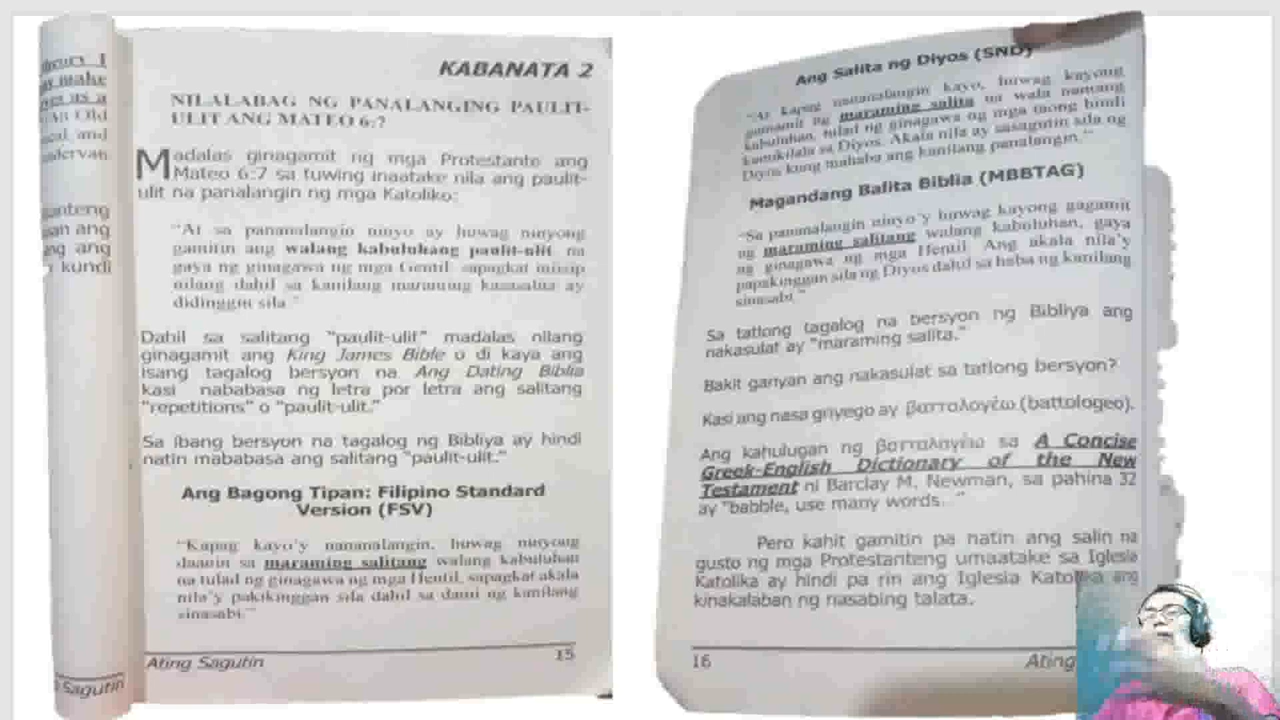 KABANATA 2
NILALABAG NG PANALANGING PAULIT-
ULIT ANG MATEO 6:7
Madalas ginagamit ng mga Protestante ang
Mateo 6:7 sa tuwing inaatake nila ang paulit-
ulit na panalangin ng mga Katoliko:
"At sa pananalangin ninyo ay huwag ninyong
gamitin ang walang kabuluhang paulit-ulit na
gaya ng ginagawa ng mga Gentil sapagkat iniisip
nilang dahil sa kanilang maraming kasasalita ay
didinggin sila."
Dahil sa salitang "paulit-ulit" madalas nilang
ginagamit ang King James Bible o di kaya ang
isang tagalog bersyon na Ang Dating Biblia
kasi nababasa ng letra por letra ang salitang
"repetitions" o "paulit-ulit."
Sa ibang bersyon na tagalog ng Bibliya ay hindi
natin mababasa ang salitang "paulit-ulit."
Ang Bagong Tipan: Filipino Standard
Version (FSV)
"Kapag kayo'y nananalangin, huwag ninyong
daanin sa maraming salitang walang kabuluhan
na tulad ng ginagawa ng mga Hentil, sapagkat akala
nila'y pakikinggan sila dahil sa dami ng kanilang
sinasabi."
Ating Sagutin 15
Ang Salita ng Diyos (SND)
"At kapag nananalangin kayo, huwag kayong
gumamit ng maraming salita na wala namang
kabuluhan, tulad ng ginagawa ng mga taong hindi
kumikilala sa Diyos. Akala nila ay sasagutin sila ng
Diyos kung mahaba ang kanilang panalangin."
Magandang Balita Biblia (MBBTAG)
"Sa pananalangin ninyo'y huwag kayong gagamit
ng maraming salitang walang kabuluhan, gaya
ng ginagawa ng mga Hentil. Ang akala nila'y
papakinggan sila ng Diyos dahil sa haba ng kanilang
sinasabi."
Sa tatlong tagalog na bersyon ng Bibliya ang
nakasulat ay "maraming salita."
Bakit ganyan ang nakasulat sa tatlong bersyon?
Kasi ang nasa griyego ay βατταλογέω (battologeo).
Ang kahulugan ng βατταλογέω sa A Concise
Greek-English Dictionary of the New
Testament ni Barclay M. Newman, sa pahina 32
ay "babble, use many words..."
Pero kahit gamitin pa natin ang salin na
gusto ng mga Protestanteng umaatake sa Iglesia
Katolika ay hindi pa rin ang Iglesia Katolika ang
kinakalaban ng nasabing talata.
16 Ating